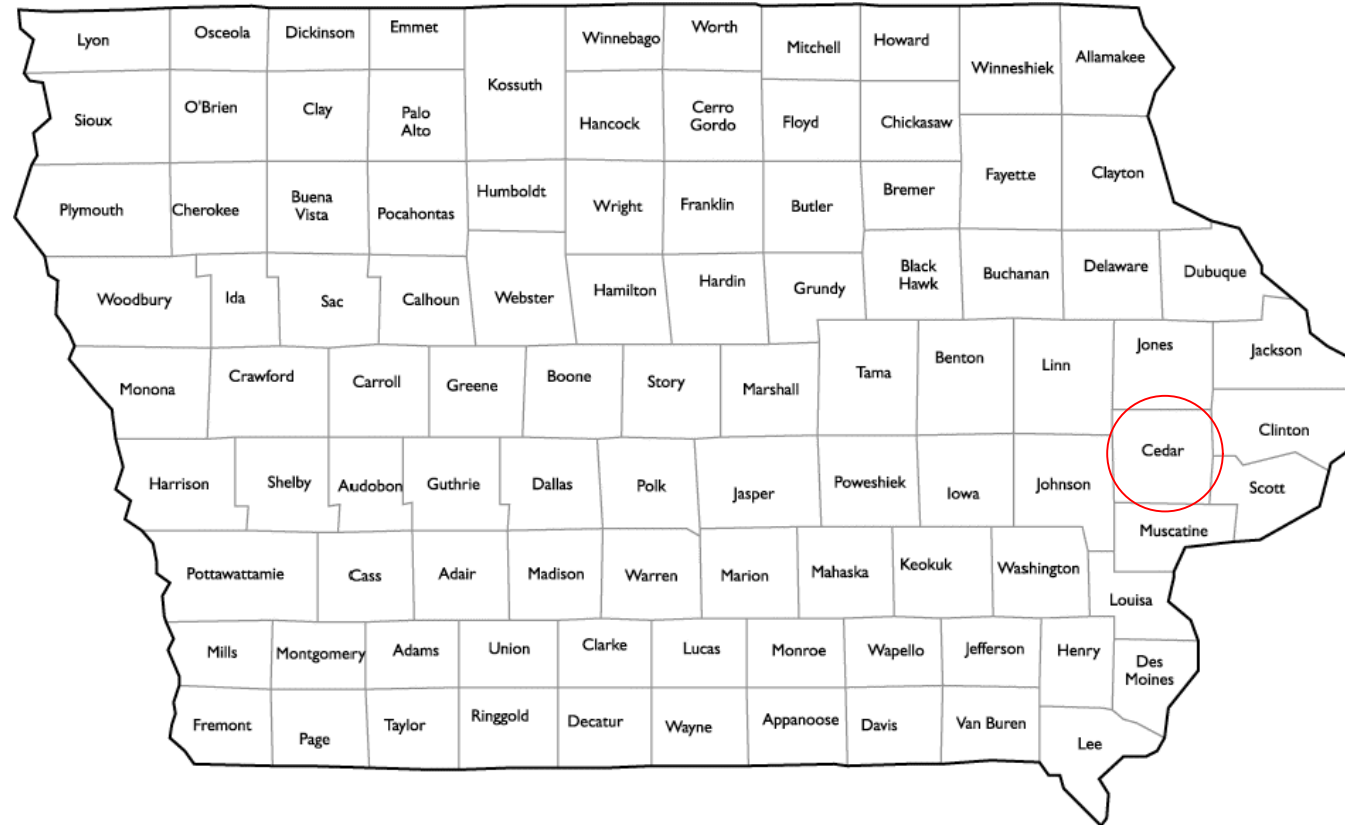 Lyon
Osceola
Dickinson
Emmet
Winnebago
Worth
Mitchell
Howard
Winneshiek
Allamakee
Kossuth
Sioux
O'Brien
Clay
Palo
Alto
Hancock
Cerro
Gordo
Floyd
Chickasaw
Fayette
Clayton
Plymouth
Cherokee
Buena
Vista
Pocahontas
Humboldt
Wright
Franklin
Butler
Bremer
Woodbury
Ida
Sac
Calhoun
Webster
Hamilton
Hardin
Grundy
Black
Hawk
Buchanan
Delaware
Dubuque
Monona
Crawford
Carroll
Greene
Boone
Story
Marshall
Tama
Benton
Linn
Jones
Jackson
Harrison
Shelby
Audobon
Guthrie
Dallas
Polk
Jasper
Poweshiek
Iowa
Johnson
Cedar
Clinton
Scott
Muscatine
Pottawattamie
Cass
Adair
Madison
Warren
Marion
Mahaska
Keokuk
Washington
Louisa
Mills
Montgomery
Adams
Union
Clarke
Lucas
Monroe
Wapello
Jefferson
Henry
Des
Moines
Fremont
Page
Taylor
Ringgold
Decatur
Wayne
Appanoose
Davis
Van Buren
Lee